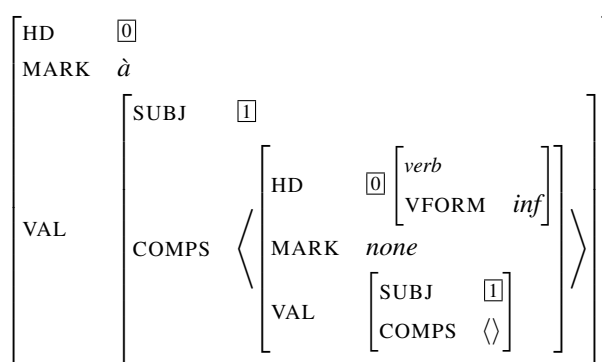 HD 0
MARK à
SUBJ 1
verb
HD 0
VFORM inf
VAL
COMPS ⟨ MARK none ⟩
SUBJ 1
VAL
COMPS ⟨⟩